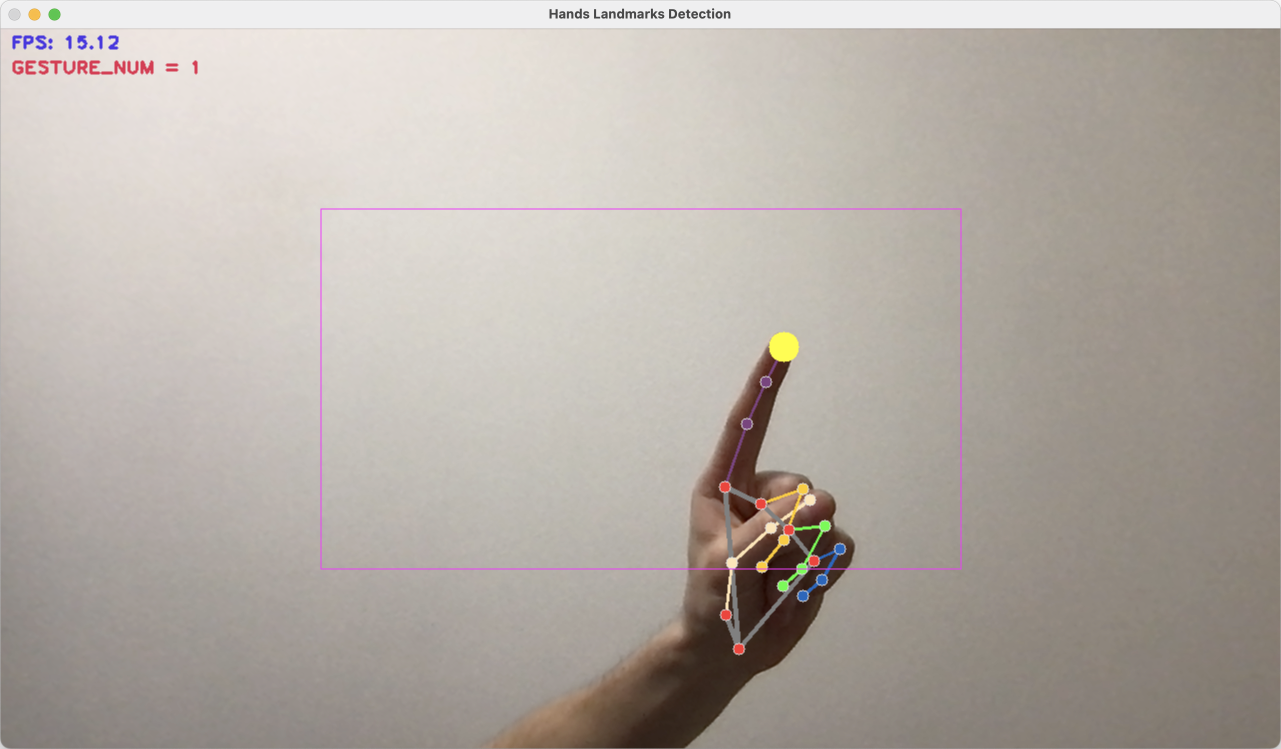 Hands Landmarks Detection
FPS: 15.12
GESTURE_NUM = 1